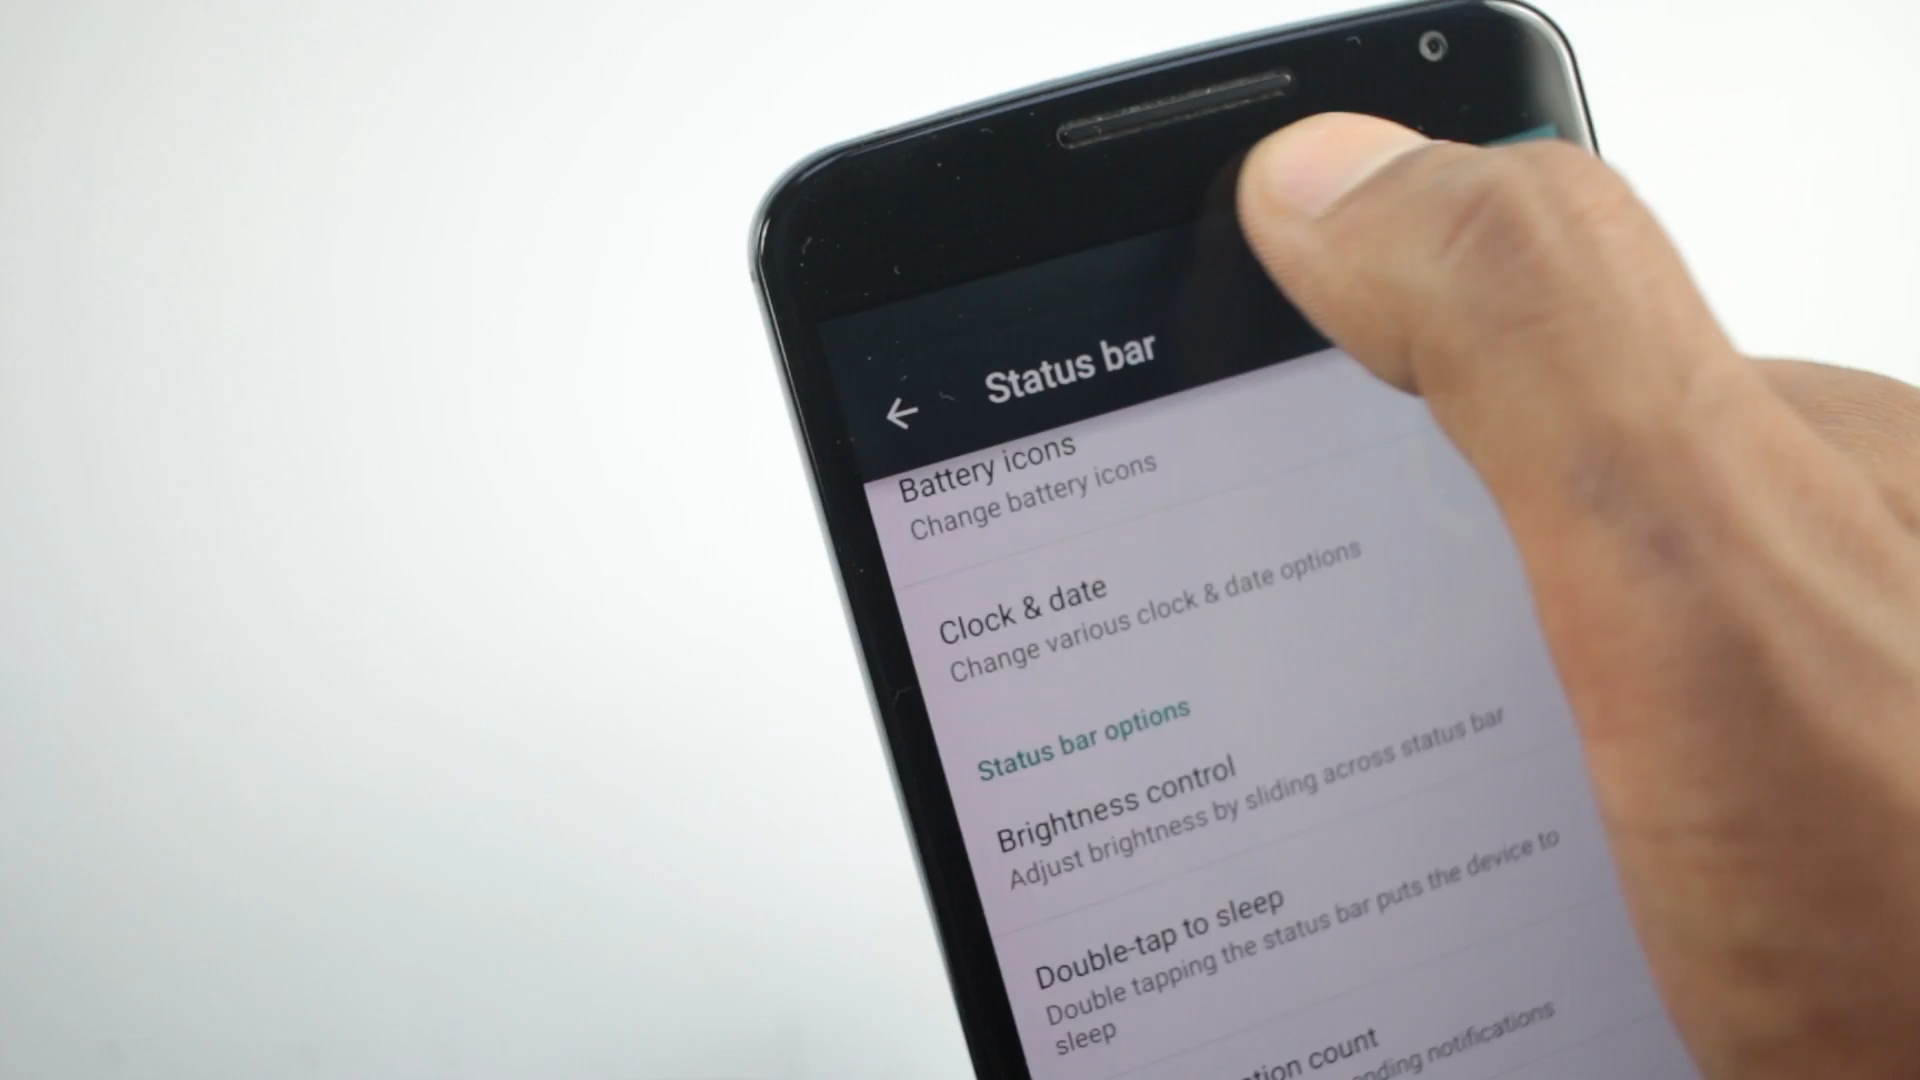 Status bar
Battery icons
Change battery icons
Clock & date
Change various clock & date options
Status bar options
Brightness control
Adjust brightness by sliding across status bar
Double-tap to sleep
Double tapping the status bar puts the device to
sleep
count
notifications